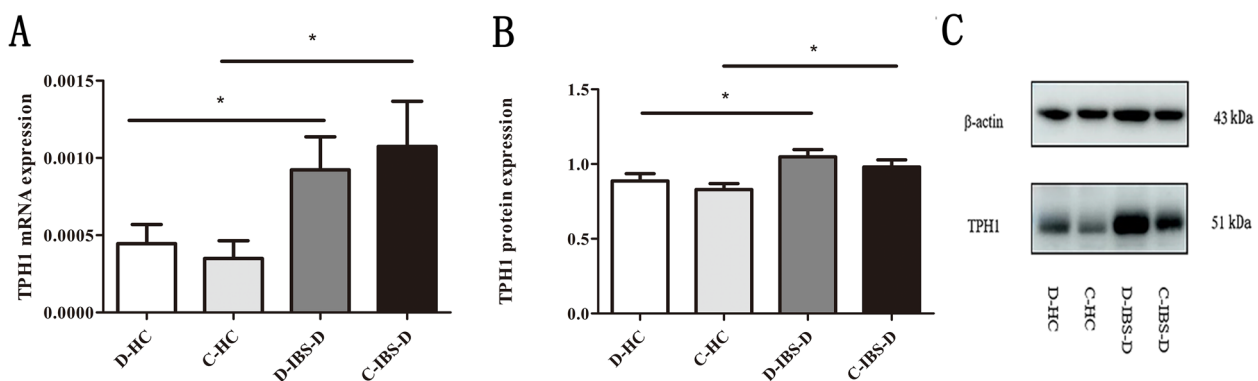 A
TPH1 mRNA expression
0.0015
0.0010
0.0005
0.0000
*
*
D-HC
C-HC
D-IBS-D
C-IBS-D
B
TPH1 protein expression
1.5
1.0
0.5
0.0
*
*
D-HC
C-HC
D-IBS-D
C-IBS-D
C
β-actin
43 kDa
TPH1
51 kDa
D-HC
C-HC
D-IBS-D
C-IBS-D